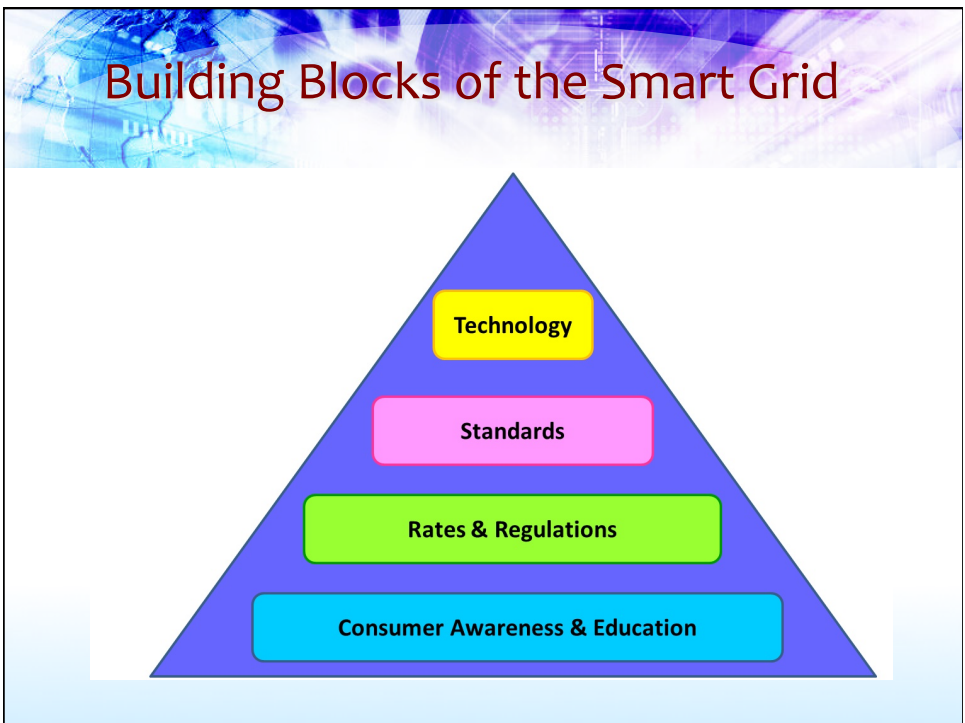 Building Blocks of the Smart Grid
Technology
Standards
Rates & Regulations
Consumer Awareness & Education